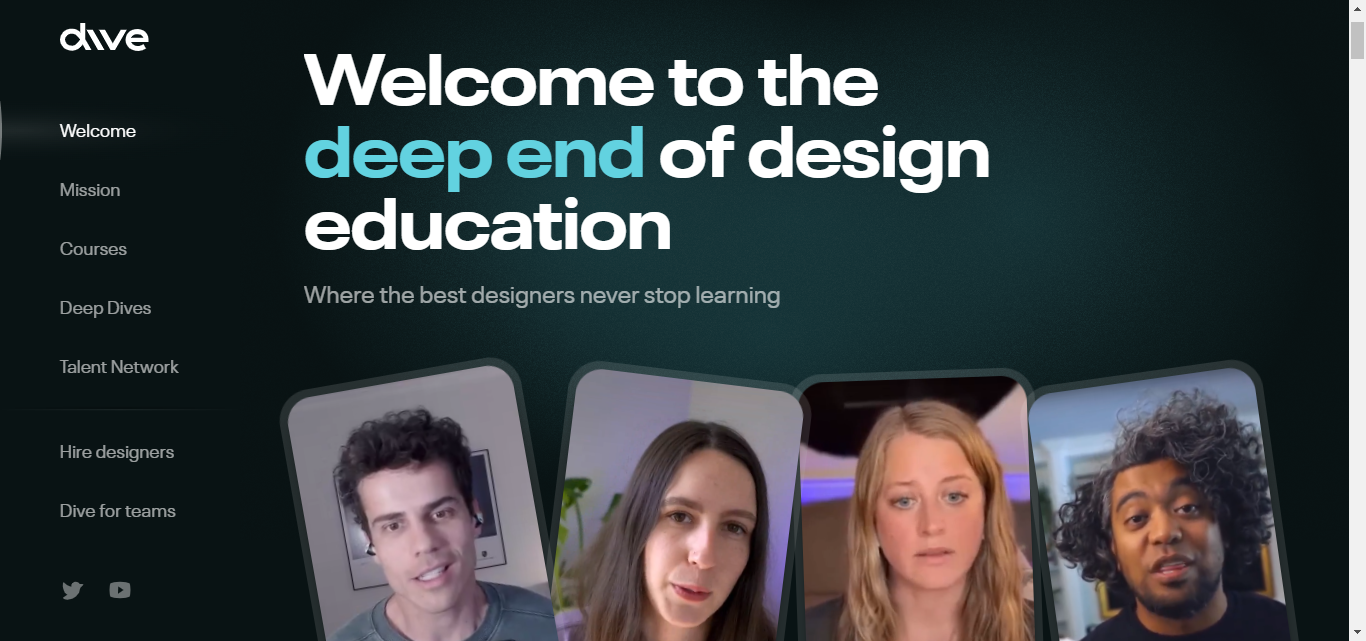 dive
Welcome
Mission
Courses
Deep Dives
Talent Network
Hire designers
Dive for teams
Welcome to the
deep end of design
education
Where the best designers never stop learning